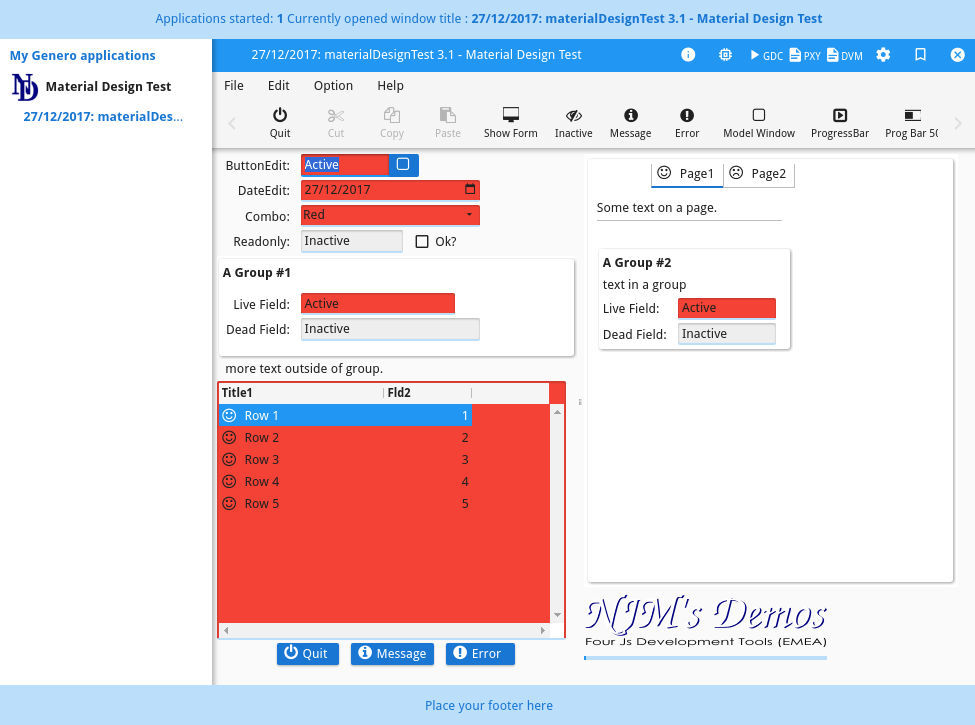 Applications started: 1 Currently opened window title : 27/12/2017: materialDesignTest 3.1 - Material Design Test
My Genero applications
Material Design Test
27/12/2017: materialDes...
27/12/2017: materialDesignTest 3.1 - Material Design Test GDC PXY DVM
File Edit Option Help
Quit Cut Copy Paste Show Form Inactive Message Error Model Window ProgressBar Prog Bar 50
ButtonEdit: Active
DateEdit: 27/12/2017
Combo: Red
Readonly: Inactive Ok?
A Group #1
Live Field: Active
Dead Field: Inactive
more text outside of group.
Title1 Fld2
Row 1 1
Row 2 2
Row 3 3
Row 4 4
Row 5 5
Quit Message Error
Page1 Page2
Some text on a page.
A Group #2
text in a group
Live Field: Active
Dead Field: Inactive
NJM's Demos
Four Js Development Tools (EMEA)
Place your footer here